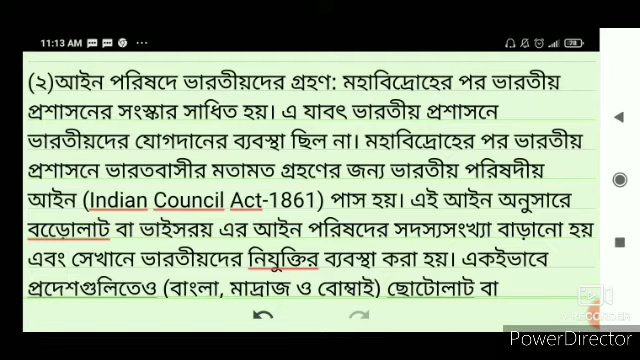 11:13 AM
78
(২)আইন পরিষদে ভারতীয়দের গ্রহণ: মহাবিদ্রোহের পর ভারতীয়
প্রশাসনের সংস্কার সাধিত হয়। এ যাবৎ ভারতীয় প্রশাসনে
ভারতীয়দের যোগদানের ব্যবস্থা ছিল না। মহাবিদ্রোহের পর ভারতীয়
প্রশাসনে ভারতবাসীর মতামত গ্রহণের জন্য ভারতীয় পরিষদীয়
আইন (Indian Council Act-1861) পাস হয়। এই আইন অনুসারে
বড়োেলাট বা ভাইসরয় এর আইন পরিষদের সদস্যসংখ্যা বাড়ানো হয়
এবং সেখানে ভারতীয়দের নিযুক্তির ব্যবস্থা করা হয়। একইভাবে
প্রদেশগুলিতেও (বাংলা, মাদ্রাজ ও বোম্বাই) ছোটোলাট বা
PowerDirector